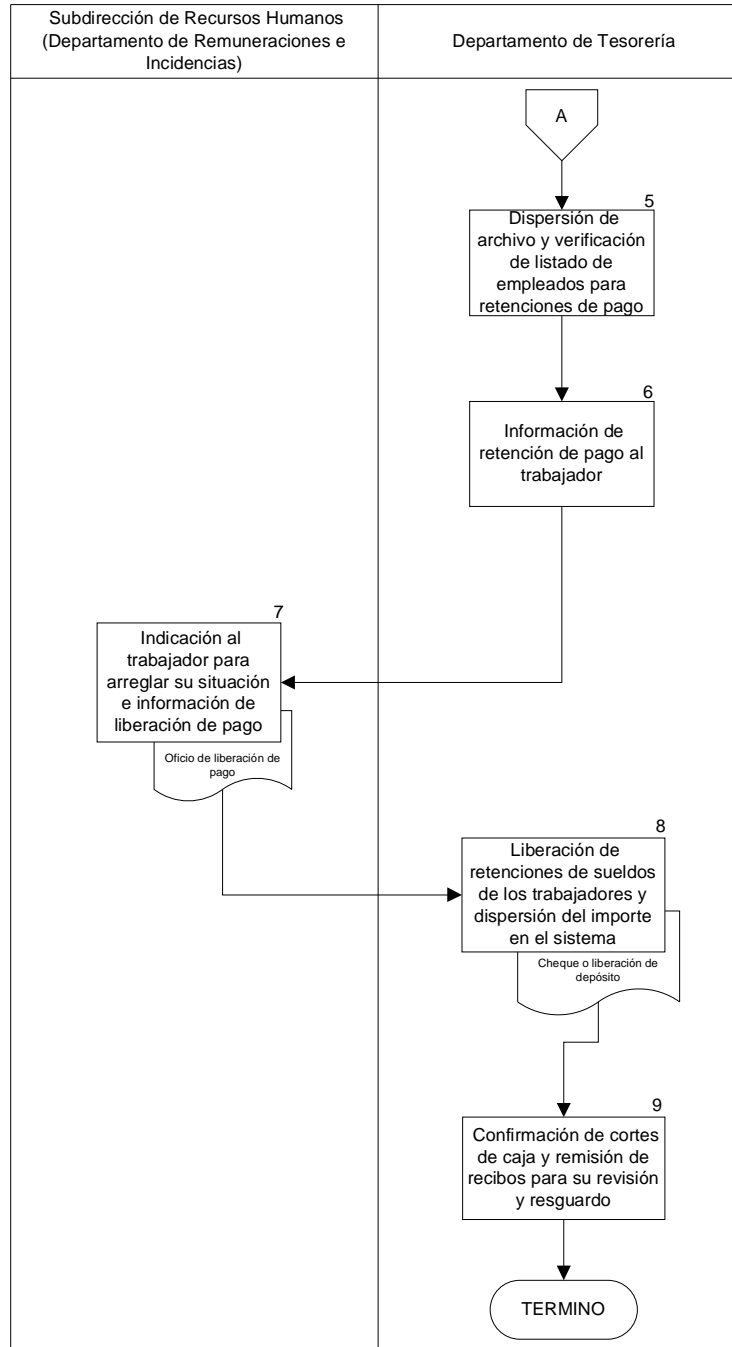 Subdirección de Recursos Humanos
(Departamento de Remuneraciones e
Incidencias)
Departamento de Tesorería
A
5
Dispersión de
archivo y verificación
de listado de
empleados para
retenciones de pago
6
Información de
retención de pago al
trabajador
7
Indicación al
trabajador para
arreglar su situación
e información de
liberación de pago
Oficio de liberación de
pago
8
Liberación de
retenciones de sueldos
de los trabajadores y
dispersión del importe
en el sistema
Cheque o liberación de
depósito
9
Confirmación de cortes
de caja y remisión de
recibos para su revisión
y resguardo
TERMINO